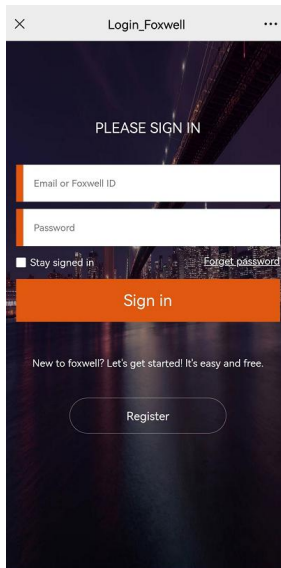 Login_Foxwell
PLEASE SIGN IN
Email or Foxwell ID
Password
Stay signed in
Forget password
Sign in
New to foxwell? Let's get started! It's easy and free.
Register